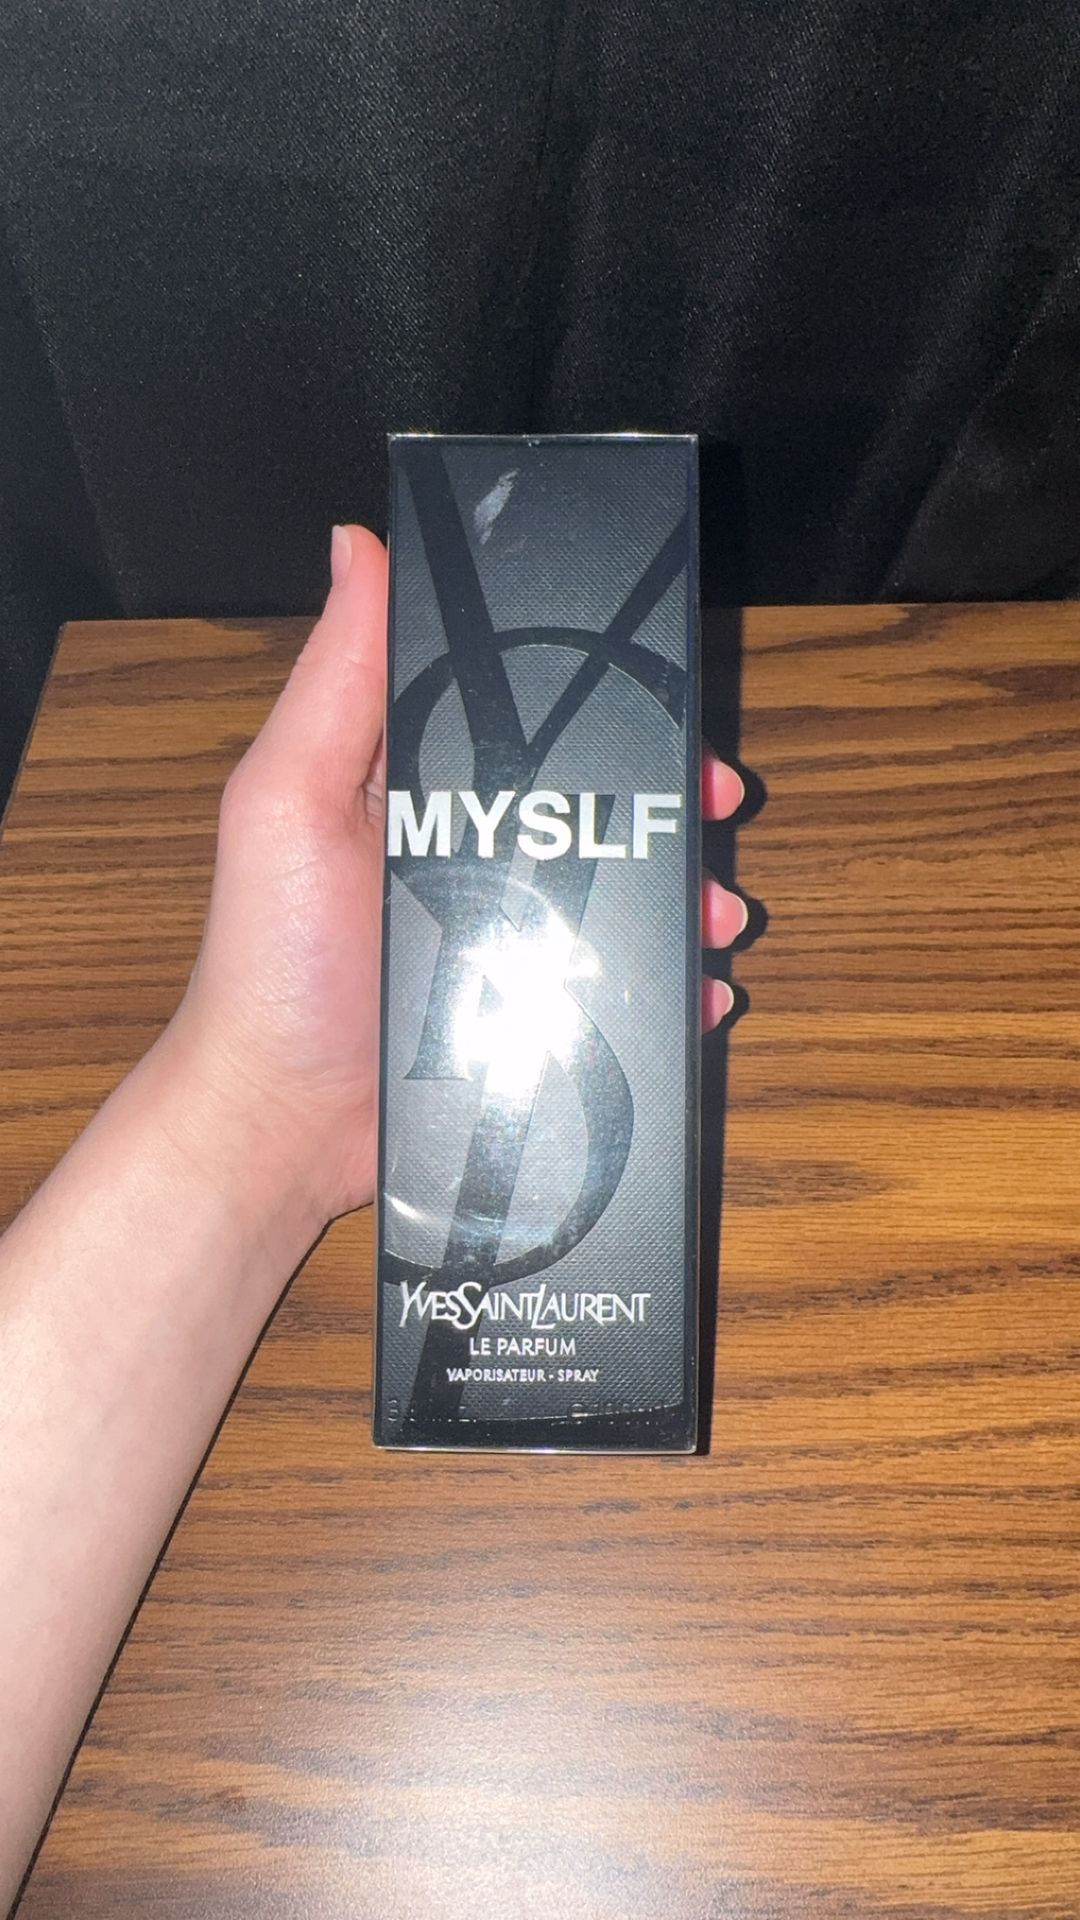 MYSLF
YVESSAINTLAURENT
LE PARFUM
VAPORISATEUR - SPRAY